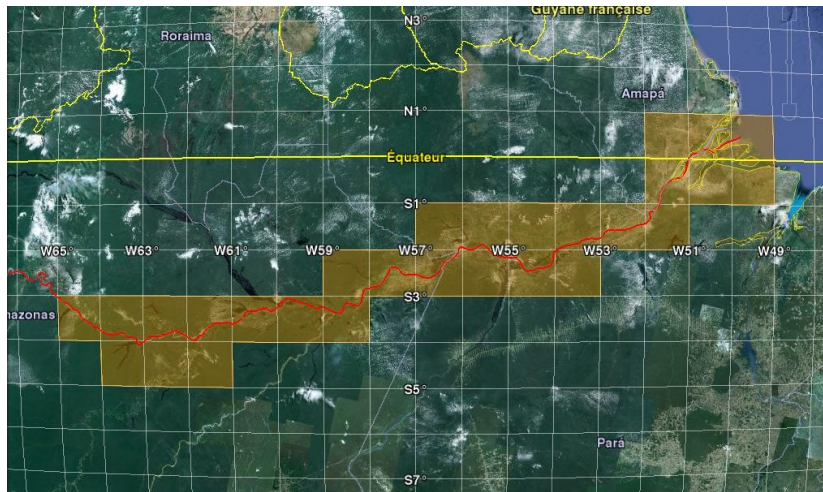 Guyane française
N3°
Roraima
Amapá
N1°
Équateur
S1°
W65° W63° W61° W59° W57° W55° W53° W51° W49°
S3°
mazonas
S5°
Pará
S7°